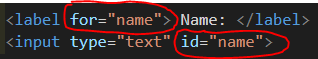 <label for="name"> Name: </label>
<input type="text" id="name">